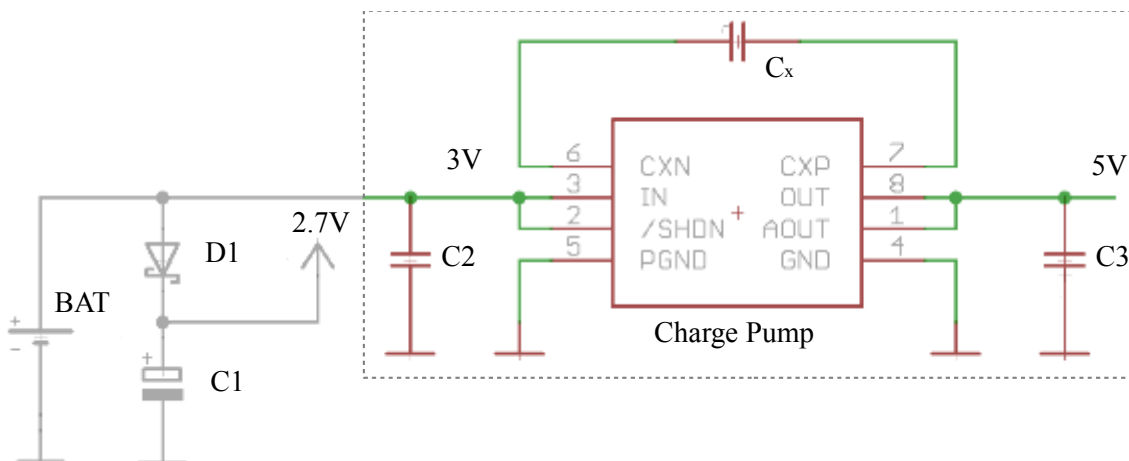 Cx
3V
6 CXN CXP 7
3 IN OUT 8
5V
2 /SHDN AOUT 1
2.7V
5 PGND GND 4
D1
C2
C3
BAT
+
-
Charge Pump
+
C1